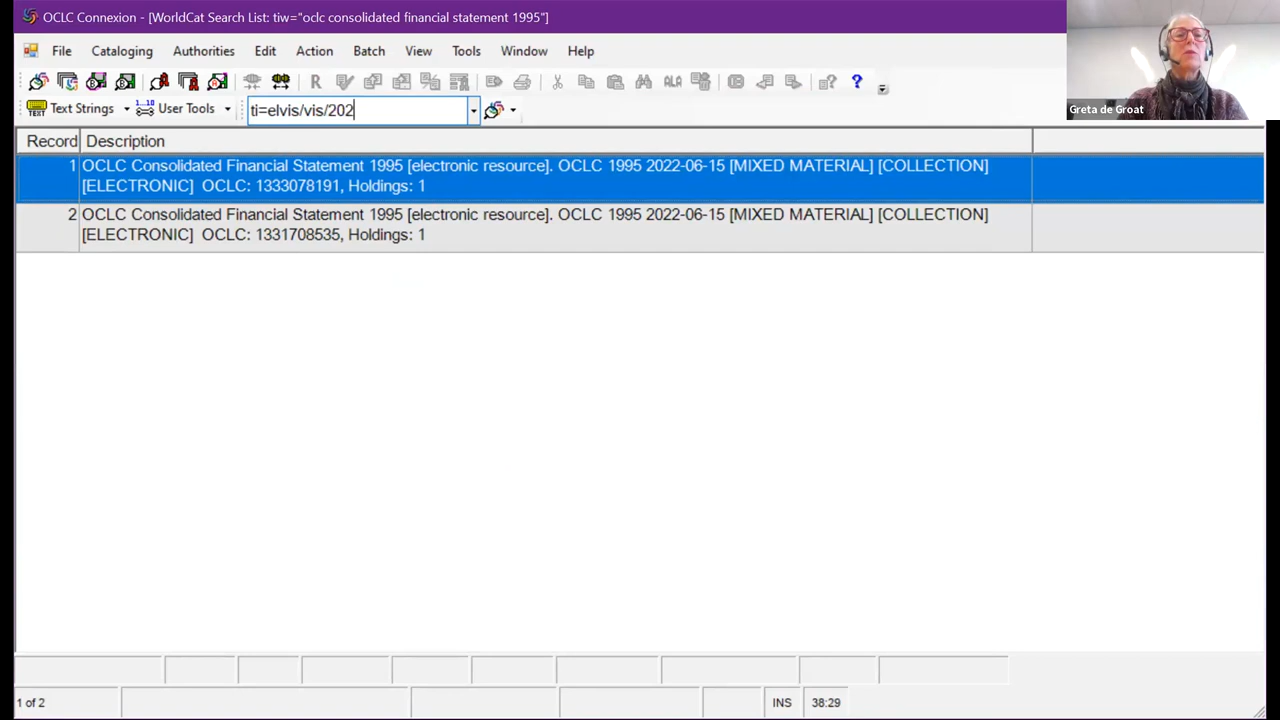 OCLC Connexion - [WorldCat Search List: tiw="oclc consolidated financial statement 1995"]
File Cataloging Authorities Edit Action Batch View Tools Window Help
Text Strings User Tools ti=elvis/vis/202
Greta de Groat
Record Description
1 OCLC Consolidated Financial Statement 1995 [electronic resource]. OCLC 1995 2022-06-15 [MIXED MATERIAL] [COLLECTION]
[ELECTRONIC] OCLC: 1333078191, Holdings: 1
2 OCLC Consolidated Financial Statement 1995 [electronic resource]. OCLC 1995 2022-06-15 [MIXED MATERIAL] [COLLECTION]
[ELECTRONIC] OCLC: 1331708535, Holdings: 1
1 of 2 INS 38:29